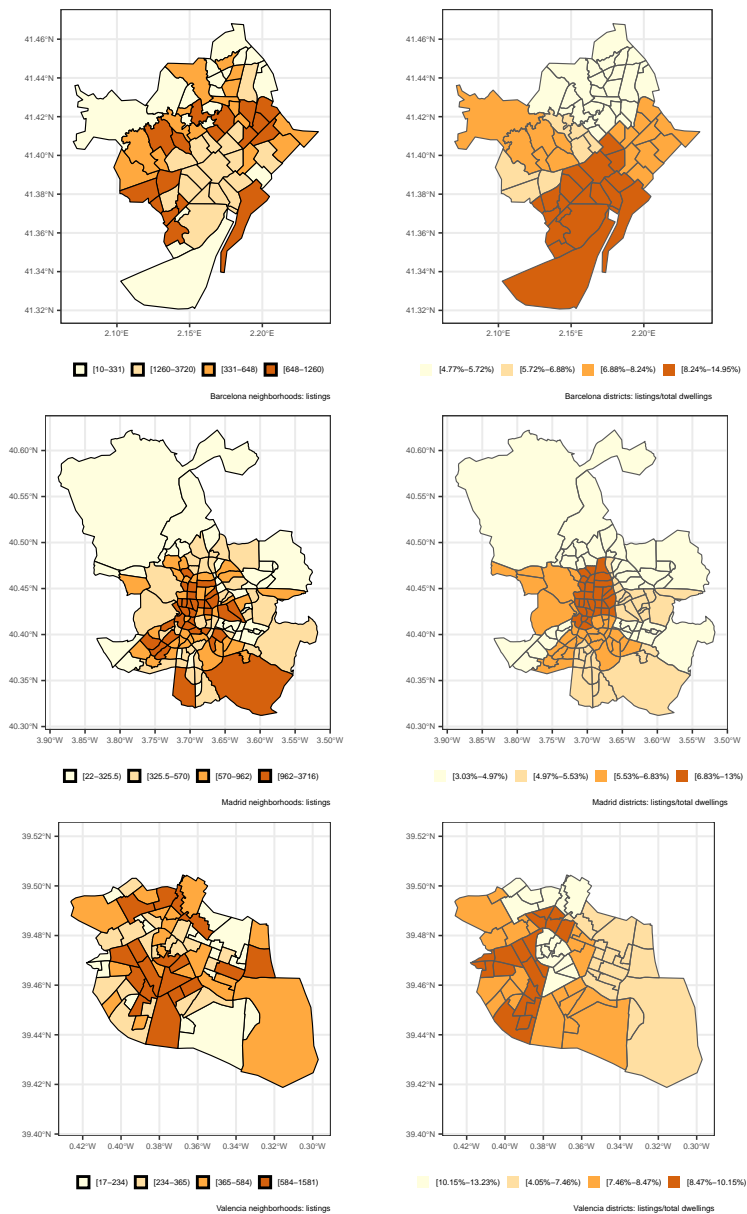 41.46°N
41.44°N
41.42°N
41.40°N
41.38°N
41.36°N
41.34°N
41.32°N
2.10°E 2.15°E 2.20°E
[10−331) [1260−3720) [331−648) [648−1260)
Barcelona neighborhoods: listings
41.46°N
41.44°N
41.42°N
41.40°N
41.38°N
41.36°N
41.34°N
41.32°N
2.10°E 2.15°E 2.20°E
[4.77%−5.72%) [5.72%−6.88%) [6.88%−8.24%) [8.24%−14.95%)
Barcelona districts: listings/total dwellings
40.60°N
40.55°N
40.50°N
40.45°N
40.40°N
40.35°N
40.30°N
3.90°W 3.85°W 3.80°W 3.75°W 3.70°W 3.65°W 3.60°W 3.55°W 3.50°W
[22−325.5) [325.5−570) [570−962) [962−3716)
Madrid neighborhoods: listings
40.60°N
40.55°N
40.50°N
40.45°N
40.40°N
40.35°N
40.30°N
3.90°W 3.85°W 3.80°W 3.75°W 3.70°W 3.65°W 3.60°W 3.55°W 3.50°W
[3.03%−4.97%) [4.97%−5.53%) [5.53%−6.83%) [6.83%−13%)
Madrid districts: listings/total dwellings
39.52°N
39.50°N
39.48°N
39.46°N
39.44°N
39.42°N
39.40°N
0.42°W 0.40°W 0.38°W 0.36°W 0.34°W 0.32°W 0.30°W
[17−234) [234−365) [365−584) [584−1581)
Valencia neighborhoods: listings
39.52°N
39.50°N
39.48°N
39.46°N
39.44°N
39.42°N
39.40°N
0.42°W 0.40°W 0.38°W 0.36°W 0.34°W 0.32°W 0.30°W
[10.15%−13.23%) [4.05%−7.46%) [7.46%−8.47%) [8.47%−10.15%)
Valencia districts: listings/total dwellings